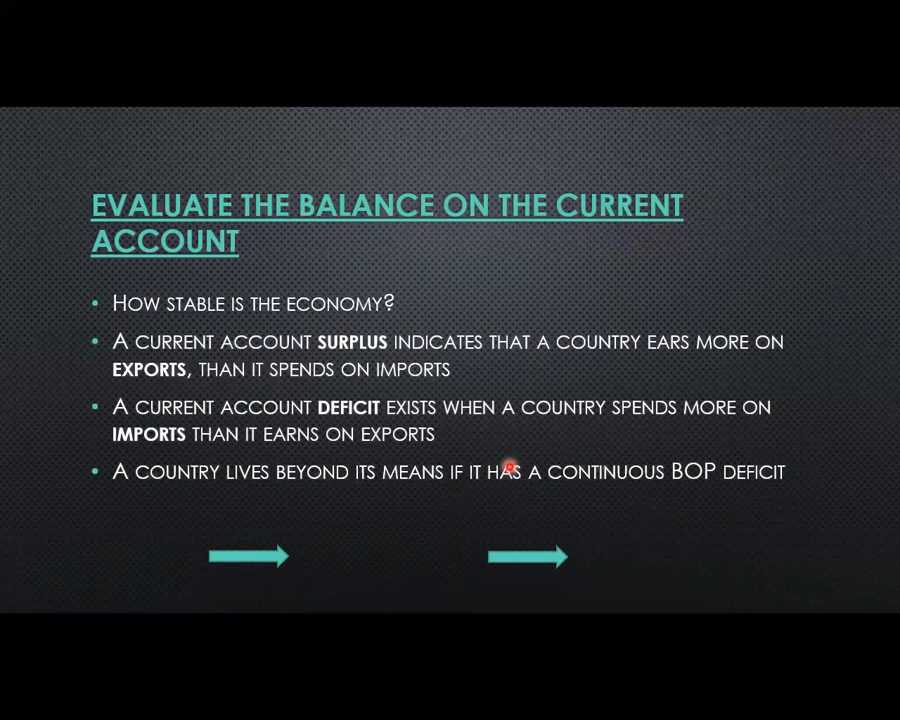 EVALUATE THE BALANCE ON THE CURRENT
ACCOUNT
• HOW STABLE IS THE ECONOMY?
• A CURRENT ACCOUNT SURPLUS INDICATES THAT A COUNTRY EARS MORE ON
EXPORTS, THAN IT SPENDS ON IMPORTS
• A CURRENT ACCOUNT DEFICIT EXISTS WHEN A COUNTRY SPENDS MORE ON
IMPORTS THAN IT EARNS ON EXPORTS
• A COUNTRY LIVES BEYOND ITS MEANS IF IT HAS A CONTINUOUS BOP DEFICIT